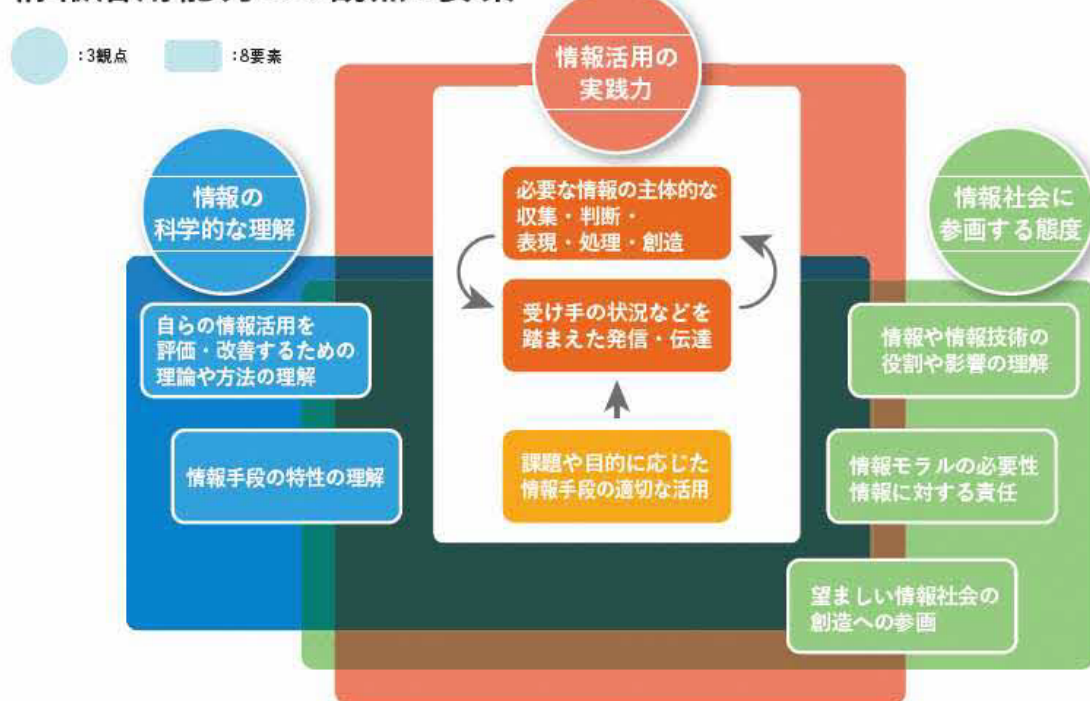 :3観点
:8要素
情報活用の
実践力
情報の
科学的な理解
情報社会に
参画する態度
必要な情報の主体的な
収集・判断・
表現・処理・創造
受け手の状況などを
踏まえた発信・伝達
課題や目的に応じた
情報手段の適切な活用
自らの情報活用を
評価・改善するための
理論や方法の理解
情報手段の特性の理解
情報や情報技術の
役割や影響の理解
情報モラルの必要性
情報に対する責任
望ましい情報社会の
創造への参画